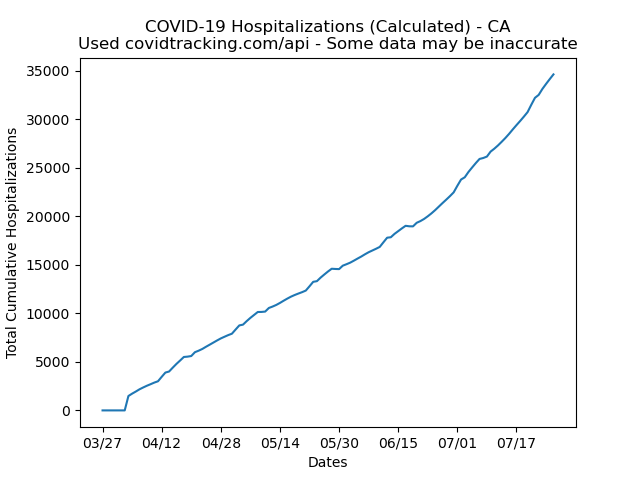 COVID-19 Hospitalizations (Calculated) - CA
Used covidtracking.com/api - Some data may be inaccurate
Total Cumulative Hospitalizations
35000
30000
25000
20000
15000
10000
5000
0
03/27 04/12 04/28 05/14 05/30 06/15 07/01 07/17
Dates